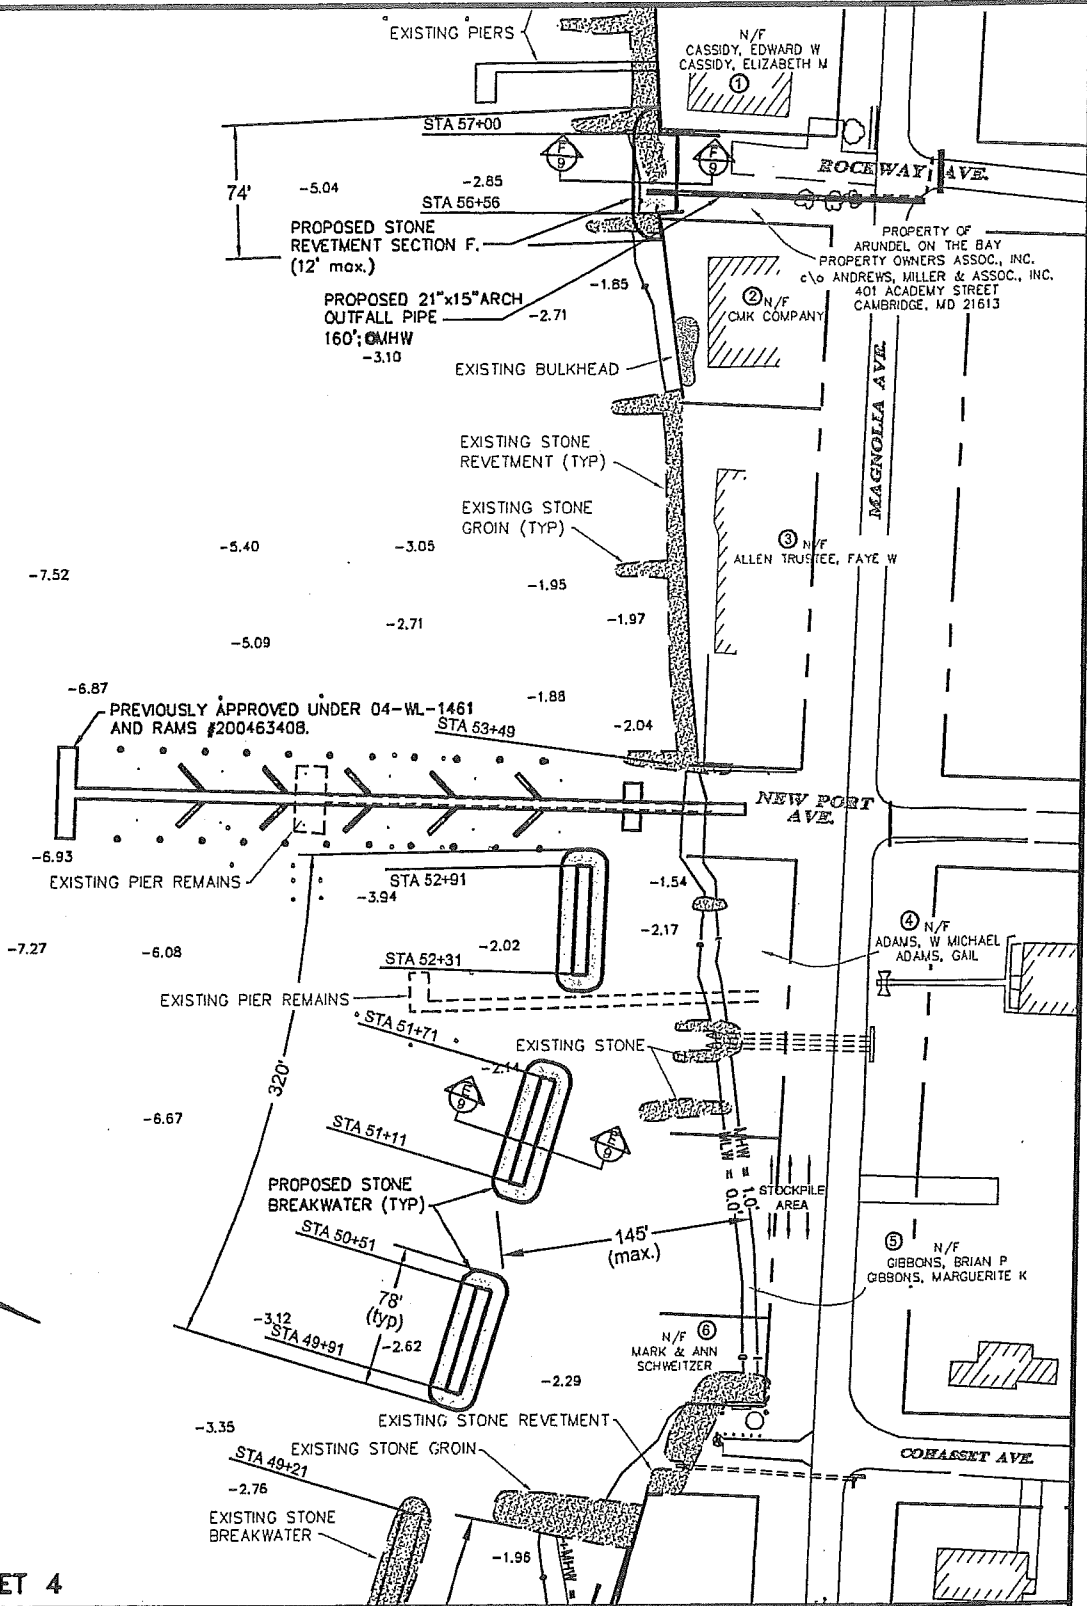 EXISTING PIERS
N/F
CASSIDY, EDWARD W
CASSIDY, ELIZABETH M
1
STA 57+00
F
9
F
9
ROCKWAY AVE.
74'
-5.04
-2.85
STA 56+56
PROPOSED STONE
REVETMENT SECTION F.
(12' max.)
PROPERTY OF
ARUNDEL ON THE BAY
PROPERTY OWNERS ASSOC., INC.
c\o ANDREWS, MILLER & ASSOC., INC.
401 ACADEMY STREET
CAMBRIDGE, MD 21613
-1.85
2 N/F
CMK COMPANY
PROPOSED 21"x15"ARCH
OUTFALL PIPE
160'; @MHW
-2.71
-3.10
EXISTING BULKHEAD
MAGNOLIA AVE.
EXISTING STONE
REVETMENT (TYP)
EXISTING STONE
GROIN (TYP)
3 N/F
ALLEN TRUSTEE, FAYE W
-5.40
-3.05
-7.52
-1.95
-2.71
-1.97
-5.09
-6.87
-1.88
PREVIOUSLY APPROVED UNDER 04-WL-1461
AND RAMS #200463408.
-2.04
STA 53+49
NEW PORT
AVE.
-6.93
EXISTING PIER REMAINS
STA 52+91
-3.94
-1.54
-2.17
4 N/F
ADAMS, W MICHAEL
ADAMS, GAIL
-7.27
-6.08
-2.02
STA 52+31
EXISTING PIER REMAINS
STA 51+71
EXISTING STONE
-2.14
320'
E
9
-6.67
STA 51+11
E
9
MHW = 1.0'
MLW = 0.0'
STOCKPILE
AREA
PROPOSED STONE
BREAKWATER (TYP)
STA 50+51
145'
(max.)
5 N/F
GIBBONS, BRIAN P
GIBBONS, MARGUERITE K
78'
(typ)
-3.12
STA 49+91
-2.62
6
N/F
MARK & ANN
SCHWEITZER
-2.29
-3.35
EXISTING STONE REVETMENT
EXISTING STONE GROIN
STA 49+21
COHASSET AVE.
-2.76
EXISTING STONE
BREAKWATER
-1.96
MHW =
ET 4